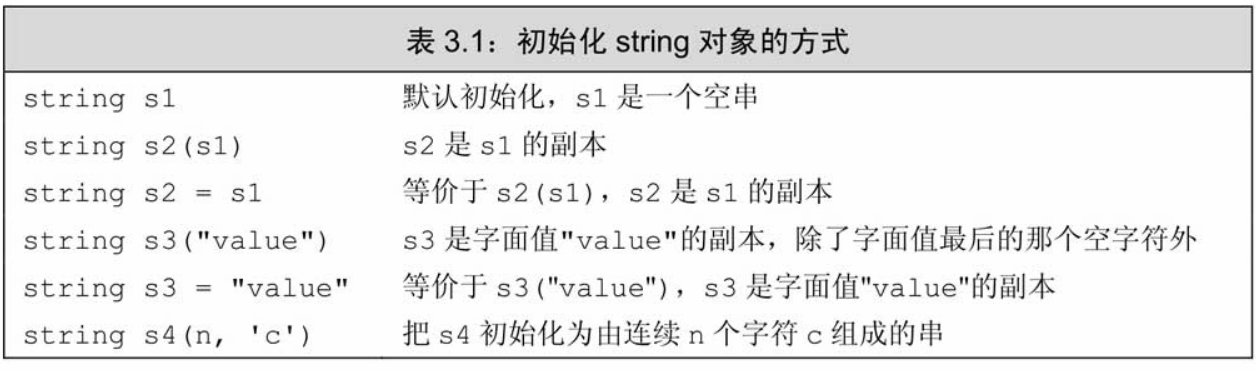 表 3.1：初始化 string 对象的方式
string s1 默认初始化，s1 是一个空串
string s2(s1) s2 是 s1 的副本
string s2 = s1 等价于 s2(s1)，s2 是 s1 的副本
string s3("value") s3 是字面值"value"的副本，除了字面值最后的那个空字符外
string s3 = "value" 等价于 s3("value")，s3 是字面值"value"的副本
string s4(n, 'c') 把 s4 初始化为由连续 n 个字符 c 组成的串